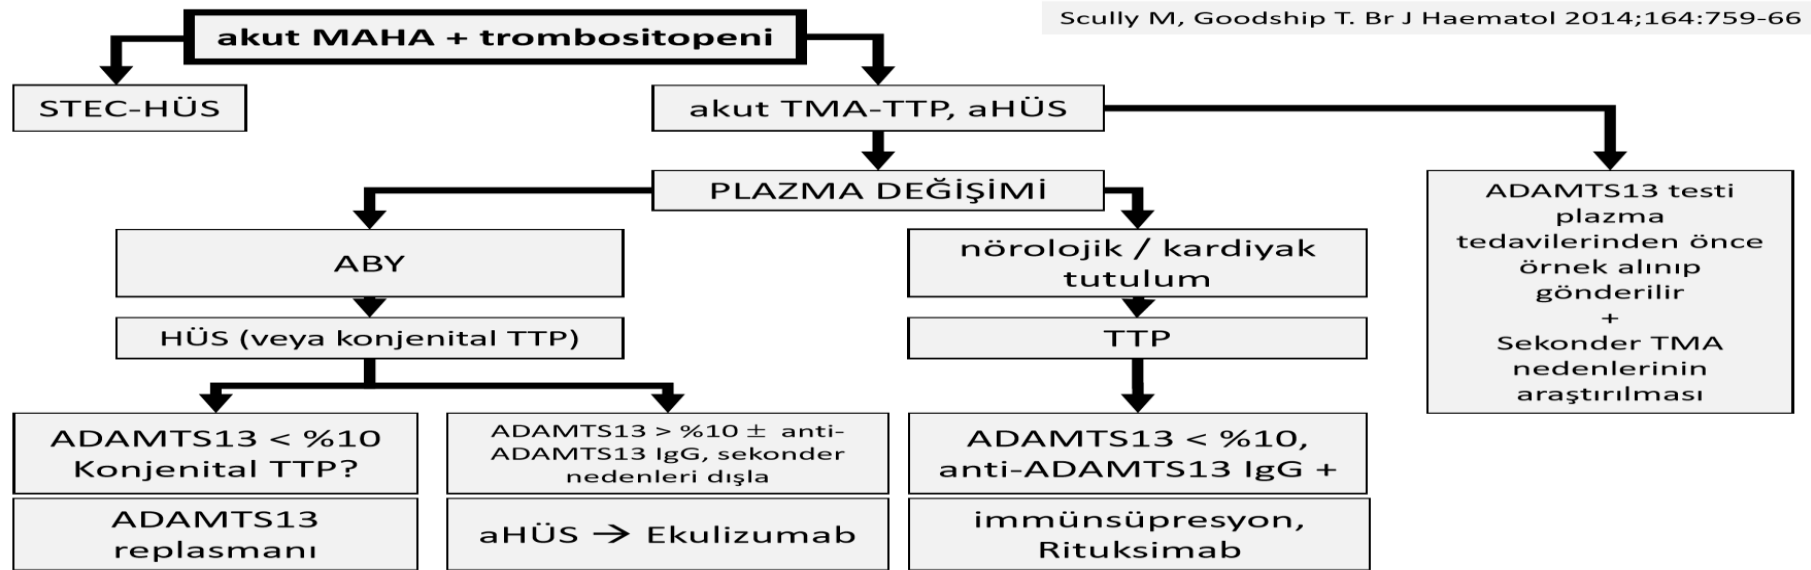 Scully M, Goodship T. Br J Haematol 2014;164:759-66
akut MAHA + trombositopeni
STEC-HÜS
akut TMA-TTP, aHÜS
PLAZMA DEĞİŞİMİ
ADAMTS13 testi
plazma
tedavilerinden önce
örnek alınıp
gönderilir
+
Sekonder TMA
nedenlerinin
araştırılması
ABY
nörolojik / kardiyak
tutulum
HÜS (veya konjenital TTP)
TTP
ADAMTS13 < %10
Konjenital TTP?
ADAMTS13 > %10 ± anti-
ADAMTS13 IgG, sekonder
nedenleri dışla
ADAMTS13 < %10,
anti-ADAMTS13 IgG +
ADAMTS13
replasmanı
aHÜS → Ekulizumab
immünsüpresyon,
Rituksimab